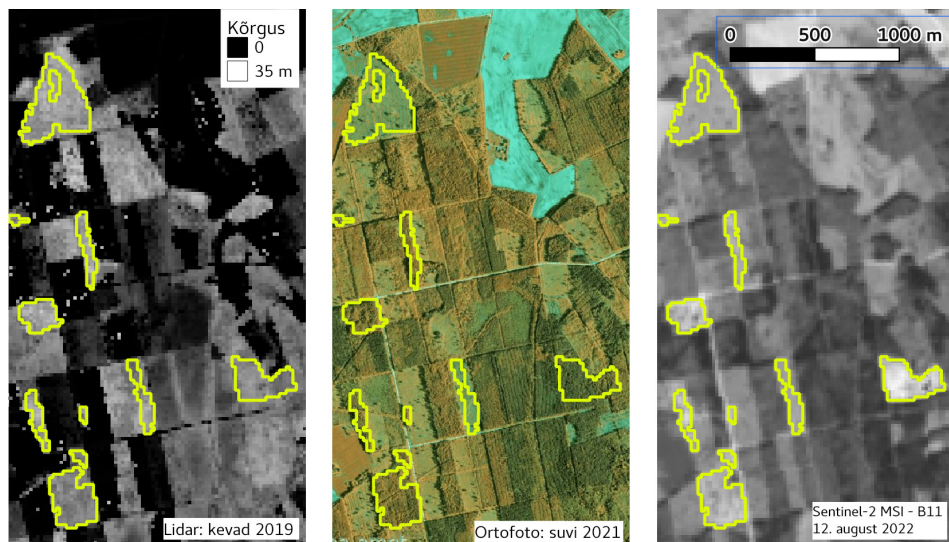 Kõrgus
0
35 m
Lidar: kevad 2019
Ortofoto: suvi 2021
0 500 1000 m
Sentinel-2 MSI - B11
12. august 2022